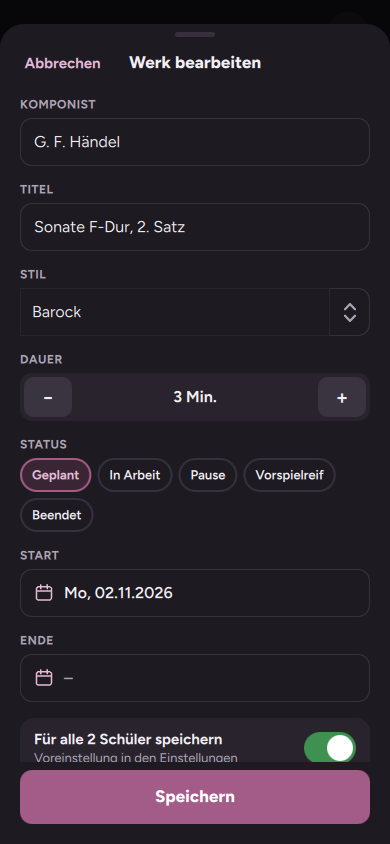 Abbrechen Werk bearbeiten
KOMPONIST
G. F. Händel
TITEL
Sonate F-Dur, 2. Satz
STIL
Barock
DAUER
– 3 Min. +
STATUS
Geplant In Arbeit Pause Vorspielreif
Beendet
START
Mo, 02.11.2026
ENDE
–
Für alle 2 Schüler speichern
Voreinstellung in den Einstellungen
Speichern